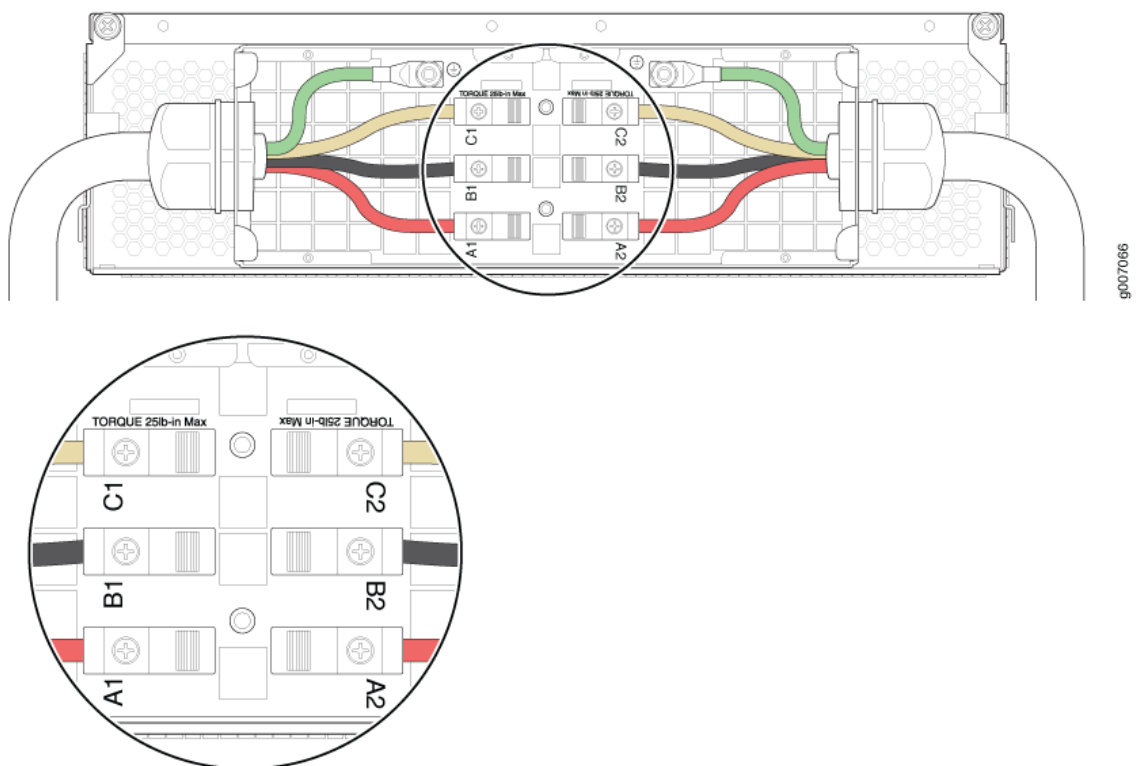 TORQUE 25lb-in Max
TORQUE 25lb-in Max
C1
C2
B1
B2
A1
A2
g007066
TORQUE 25lb-in Max
TORQUE 25lb-in Max
C1
C2
B1
B2
A1
A2